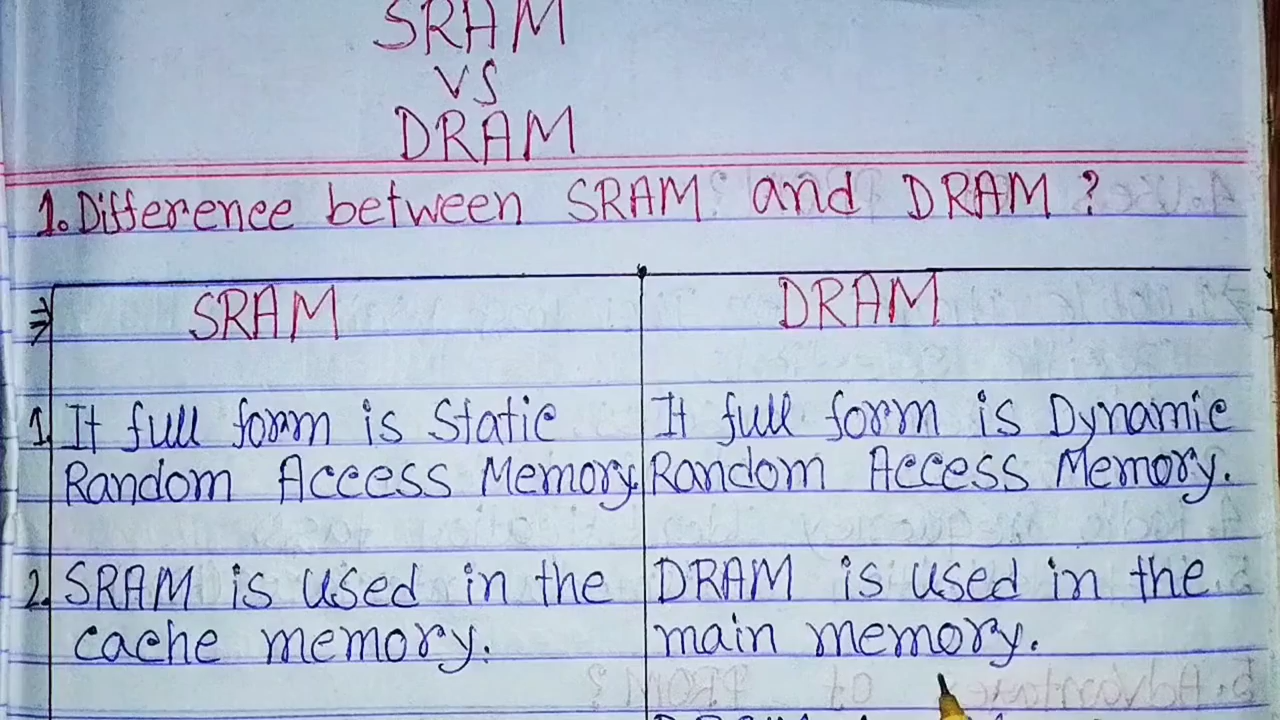 SRAM
VS
DRAM
1. Difference between SRAM and DRAM ?
⇒ SRAM DRAM
1. It full form is Static It full form is Dynamic
Random Access Memory. Random Access Memory.
2. SRAM is used in the DRAM is used in the
cache memory. main memory.